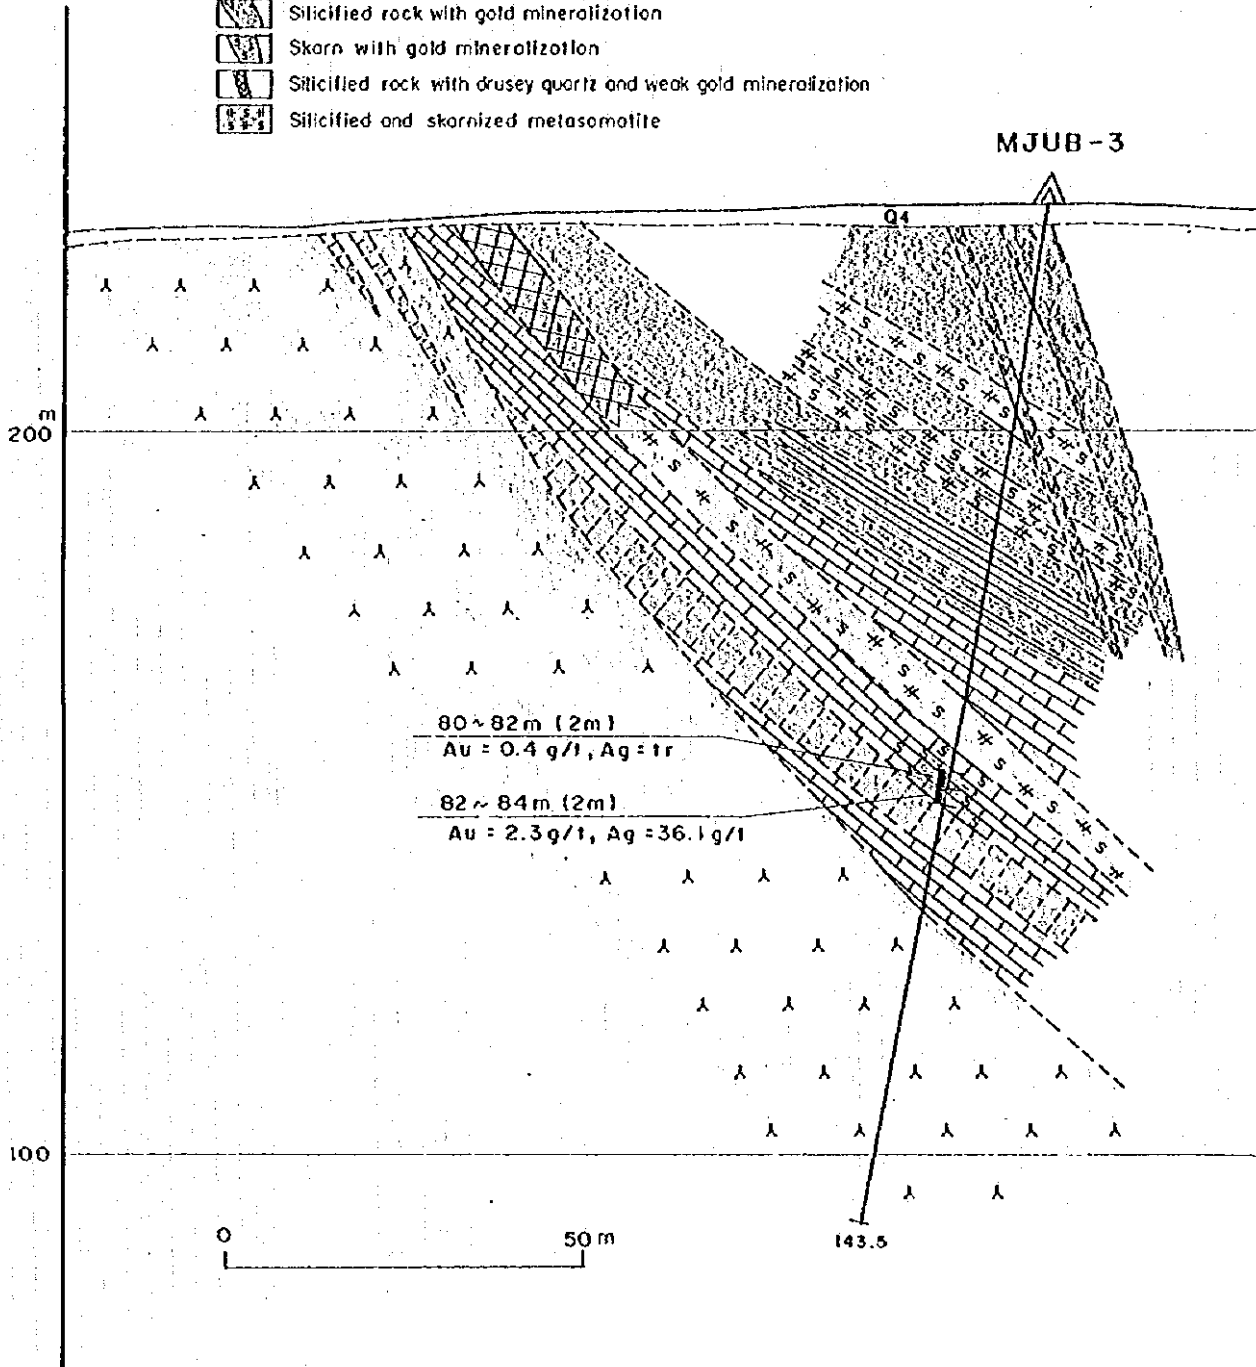 Silicified rock with gold mineralization
Skarn with gold mineralization
Silicified rock with drusey quartz and weak gold mineralization
Silicified and skarnized metasomatite
MJUB-3
Q4
m
200
80~82m (2m)
Au = 0.4 g/t, Ag = tr
82~84m (2m)
Au = 2.3g/t, Ag = 36.1g/t
100
0
50 m
143.5